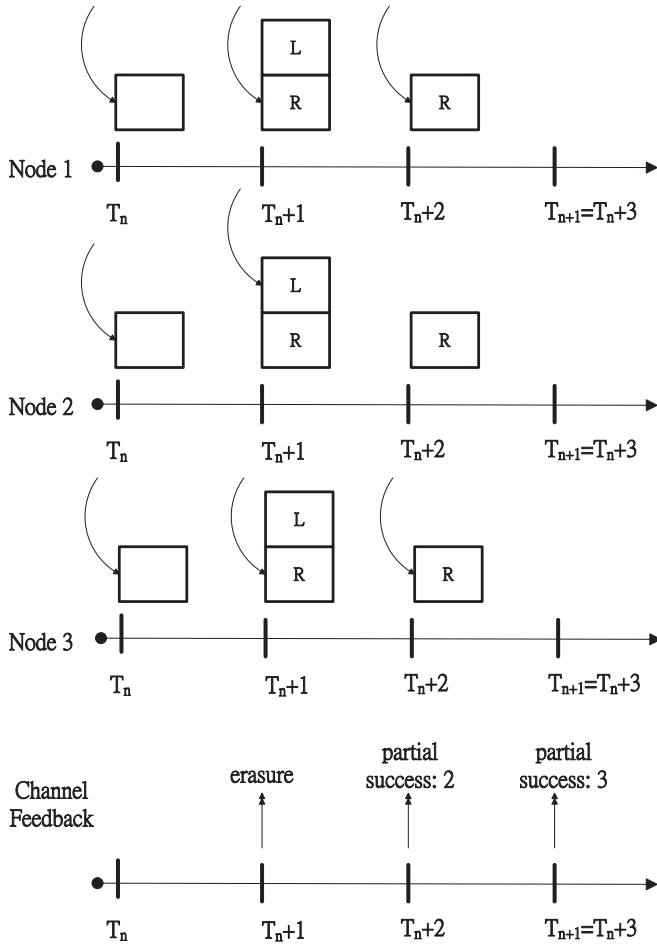 L
R
R
Node 1
Tₙ
Tₙ+1
Tₙ+2
Tₙ₊₁=Tₙ+3
L
R
R
Node 2
Tₙ
Tₙ+1
Tₙ+2
Tₙ₊₁=Tₙ+3
L
R
R
Node 3
Tₙ
Tₙ+1
Tₙ+2
Tₙ₊₁=Tₙ+3
Channel
Feedback
erasure
partial
success: 2
partial
success: 3
Tₙ
Tₙ+1
Tₙ+2
Tₙ₊₁=Tₙ+3